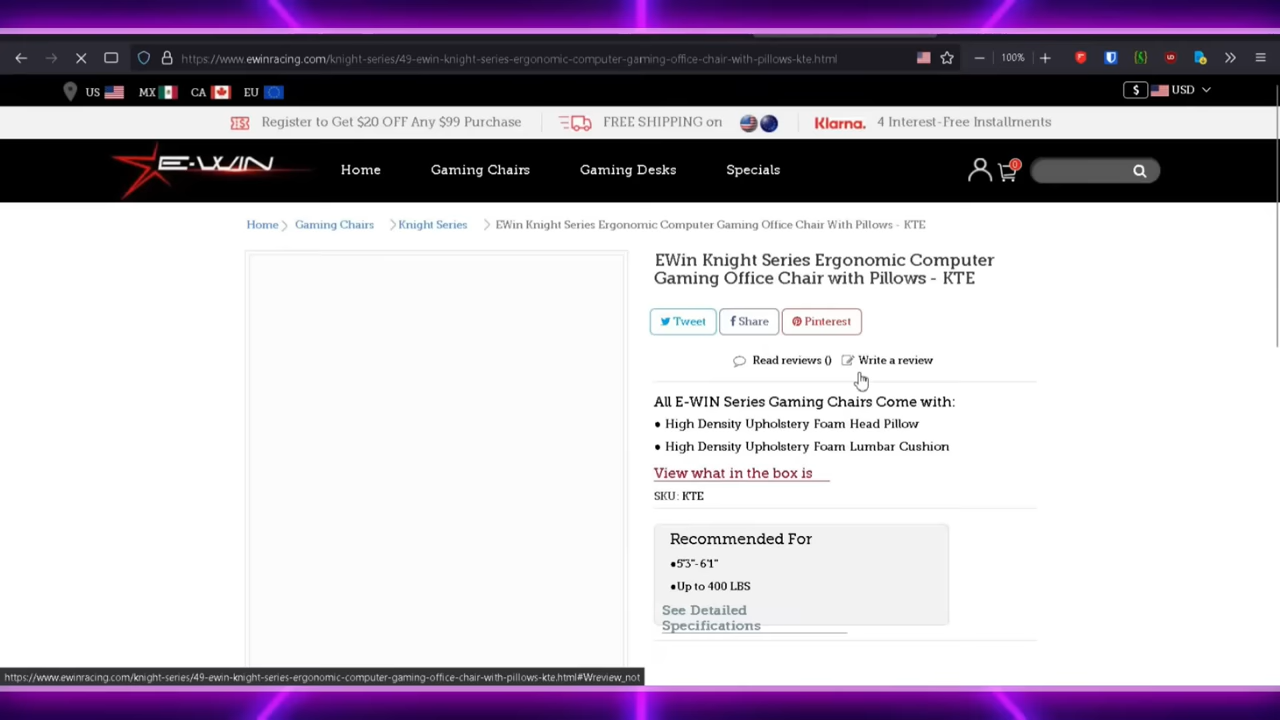 https://www.ewinracing.com/knight-series/49-ewin-knight-series-ergonomic-computer-gaming-office-chair-with-pillows-kte.html
100%
US MX CA EU
$ USD
Register to Get $20 OFF Any $99 Purchase
FREE SHIPPING on
Klarna. 4 Interest-Free Installments
E-WIN
Home
Gaming Chairs
Gaming Desks
Specials
0
Home Gaming Chairs Knight Series EWin Knight Series Ergonomic Computer Gaming Office Chair With Pillows - KTE
EWin Knight Series Ergonomic Computer
Gaming Office Chair with Pillows - KTE
Tweet Share Pinterest
Read reviews () Write a review
All E-WIN Series Gaming Chairs Come with:
● High Density Upholstery Foam Head Pillow
● High Density Upholstery Foam Lumbar Cushion
View what in the box is
SKU: KTE
Recommended For
●5'3"-6'1"
●Up to 400 LBS
See Detailed
Specifications
https://www.ewinracing.com/knight-series/49-ewin-knight-series-ergonomic-computer-gaming-office-chair-with-pillows-kte.html#Wreview_not